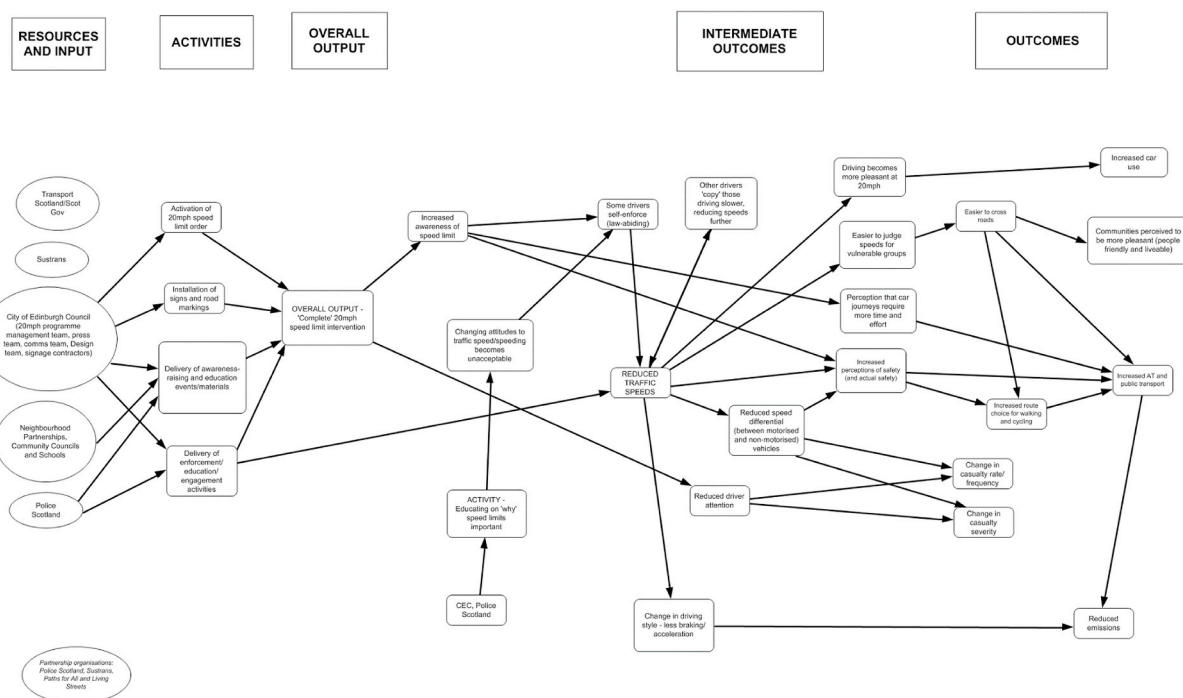 RESOURCES
AND INPUT
ACTIVITIES
OVERALL
OUTPUT
INTERMEDIATE
OUTCOMES
OUTCOMES
Transport
Scotland/Scot
Gov
Sustrans
City of Edinburgh Council
(20mph programme
management team, press
team, comms team, Design
team, signage contractors)
Neighbourhood
Partnerships,
Community Councils
and Schools
Police
Scotland
Partnership organisations:
Police Scotland, Sustrans,
Paths for All and Living
Streets
Activation of
20mph speed
limit order
Installation of
signs and road
markings
Delivery of awareness-
raising and education
events/materials
Delivery of
enforcement/
education/
engagement
activities
OVERALL OUTPUT -
'Complete' 20mph
speed limit intervention
Increased
awareness of
speed limit
Changing attitudes to
traffic speed/speeding
becomes
unacceptable
ACTIVITY -
Educating on 'why'
speed limits
important
CEC, Police
Scotland
Some drivers
self-enforce
(law-abiding)
Other drivers
'copy' those
driving slower,
reducing speeds
further
REDUCED
TRAFFIC
SPEEDS
Reduced speed
differential
(between motorised
and non-motorised)
vehicles
Reduced driver
attention
Change in driving
style - less braking/
acceleration
Driving becomes
more pleasant at
20mph
Easier to judge
speeds for
vulnerable groups
Perception that car
journeys require
more time and
effort
Increased
perceptions of safety
(and actual safety)
Easier to cross
roads
Increased route
choice for walking
and cycling
Change in
casualty rate/
frequency
Change in
casualty
severity
Increased car
use
Communities perceived to
be more pleasant (people
friendly and liveable)
Increased AT and
public transport
Reduced
emissions